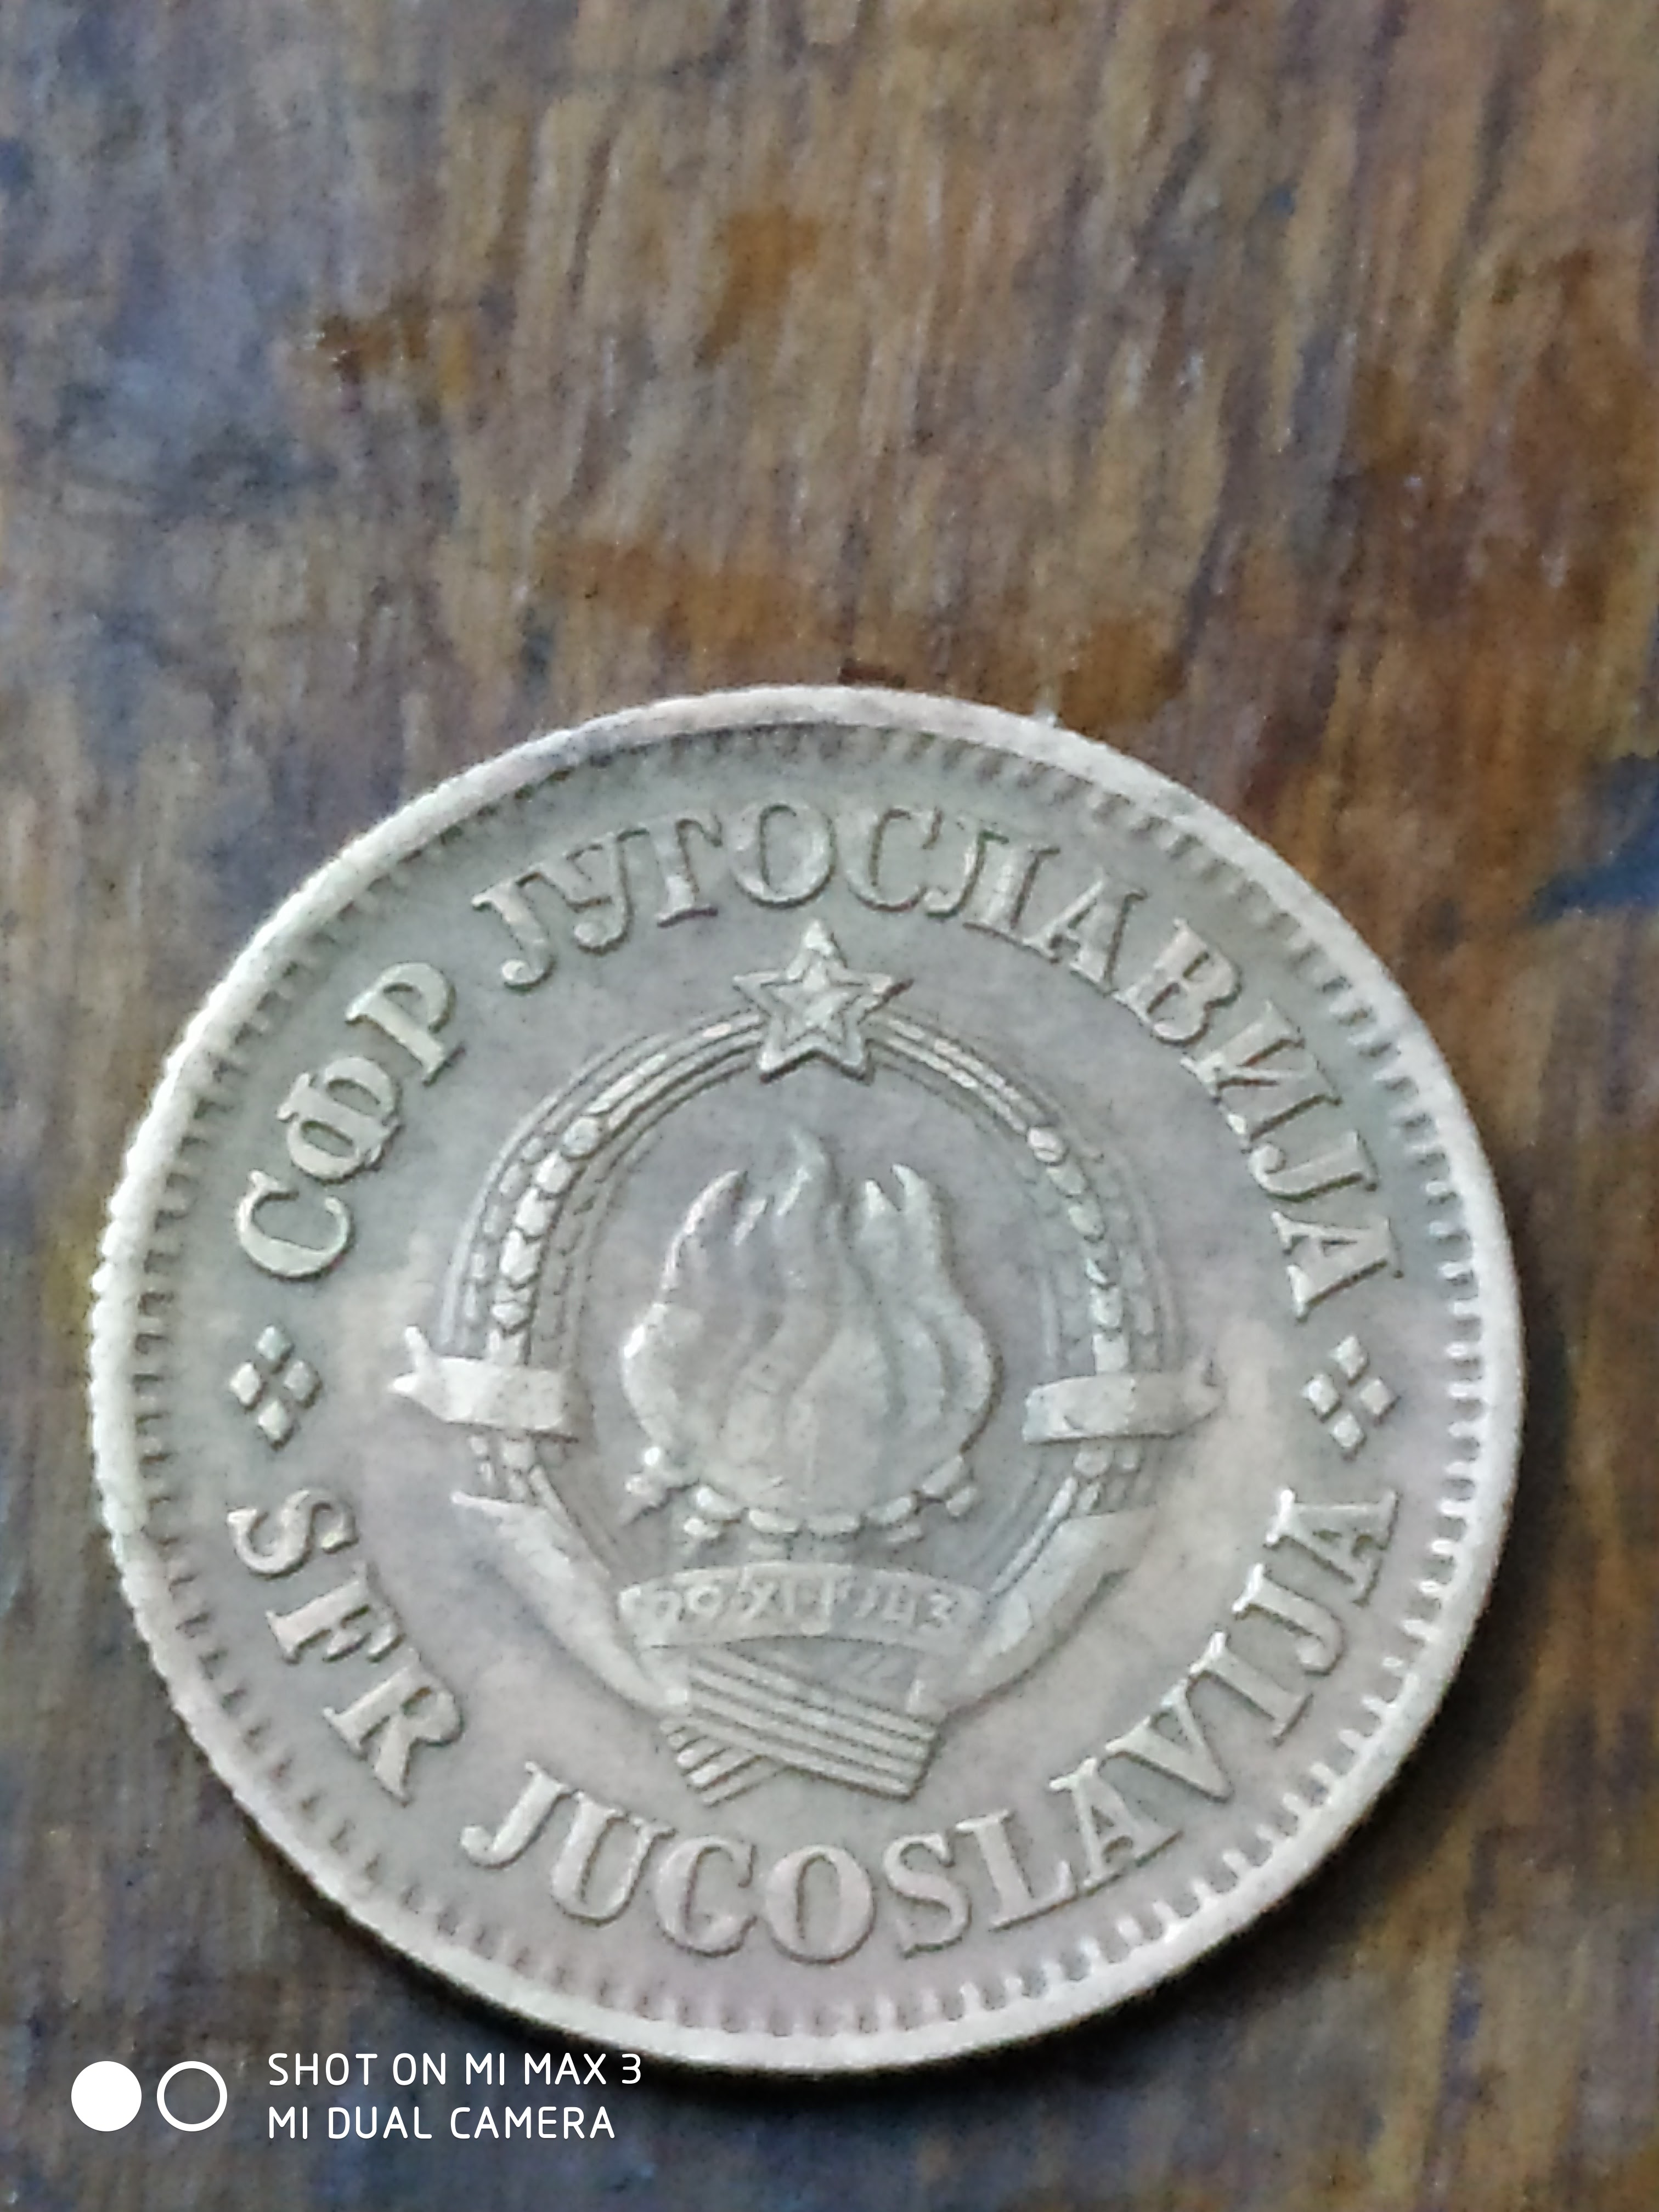 СФР ЈУГОСЛАВИЈА
29·XI·1943
SFR JUGOSLAVIJA
SHOT ON MI MAX 3
MI DUAL CAMERA